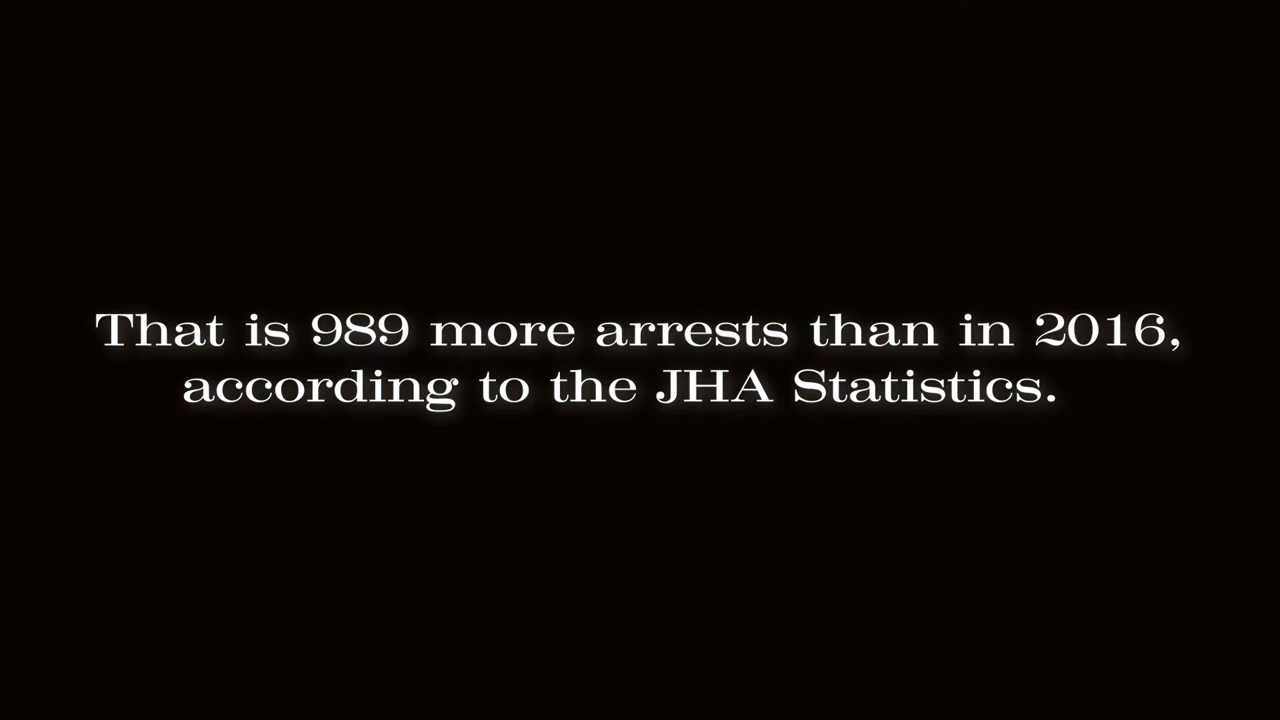 That is 989 more arrests than in 2016,
according to the JHA Statistics.